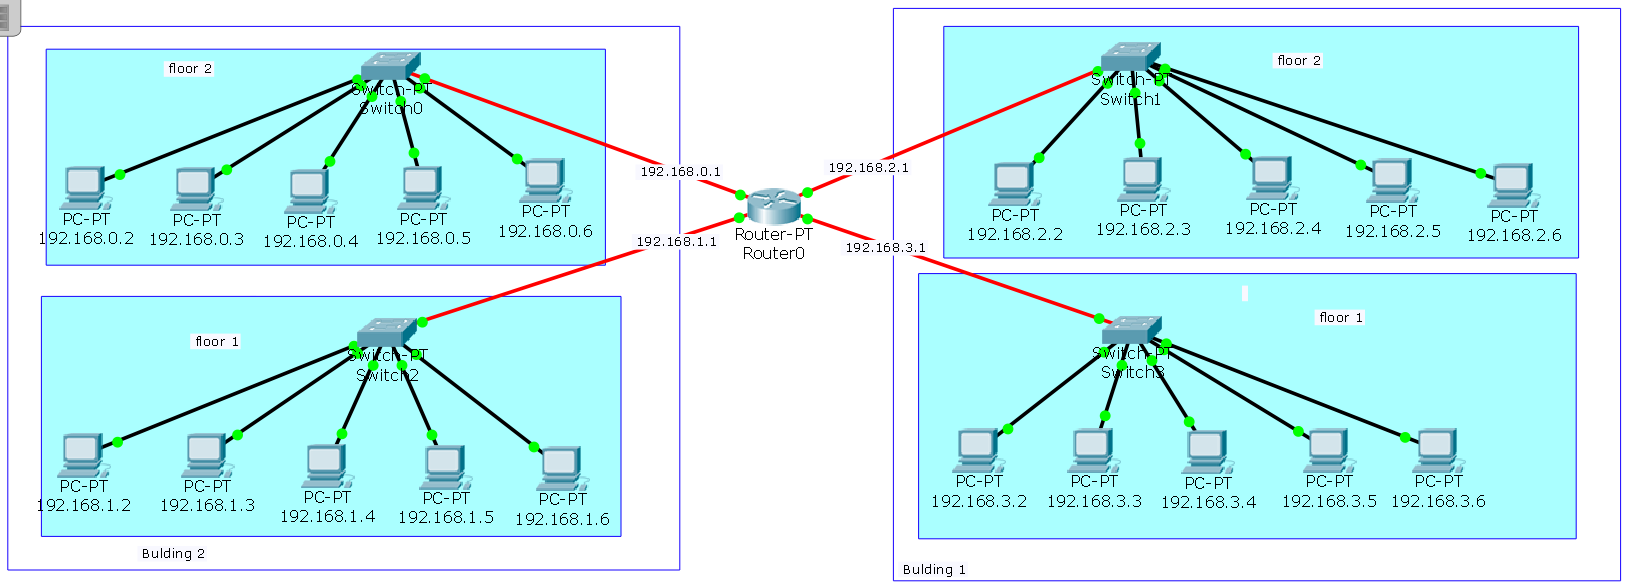 floor 2
Switch-PT
Switch0
PC-PT
192.168.0.2
PC-PT
192.168.0.3
PC-PT
192.168.0.4
PC-PT
192.168.0.5
PC-PT
192.168.0.6
192.168.0.1
192.168.1.1
Router-PT
Router0
192.168.2.1
192.168.3.1
floor 2
Switch-PT
Switch1
PC-PT
192.168.2.2
PC-PT
192.168.2.3
PC-PT
192.168.2.4
PC-PT
192.168.2.5
PC-PT
192.168.2.6
floor 1
Switch-PT
Switch2
PC-PT
192.168.1.2
PC-PT
192.168.1.3
PC-PT
192.168.1.4
PC-PT
192.168.1.5
PC-PT
192.168.1.6
Bulding 2
floor 1
Switch-PT
Switch3
PC-PT
192.168.3.2
PC-PT
192.168.3.3
PC-PT
192.168.3.4
PC-PT
192.168.3.5
PC-PT
192.168.3.6
Bulding 1